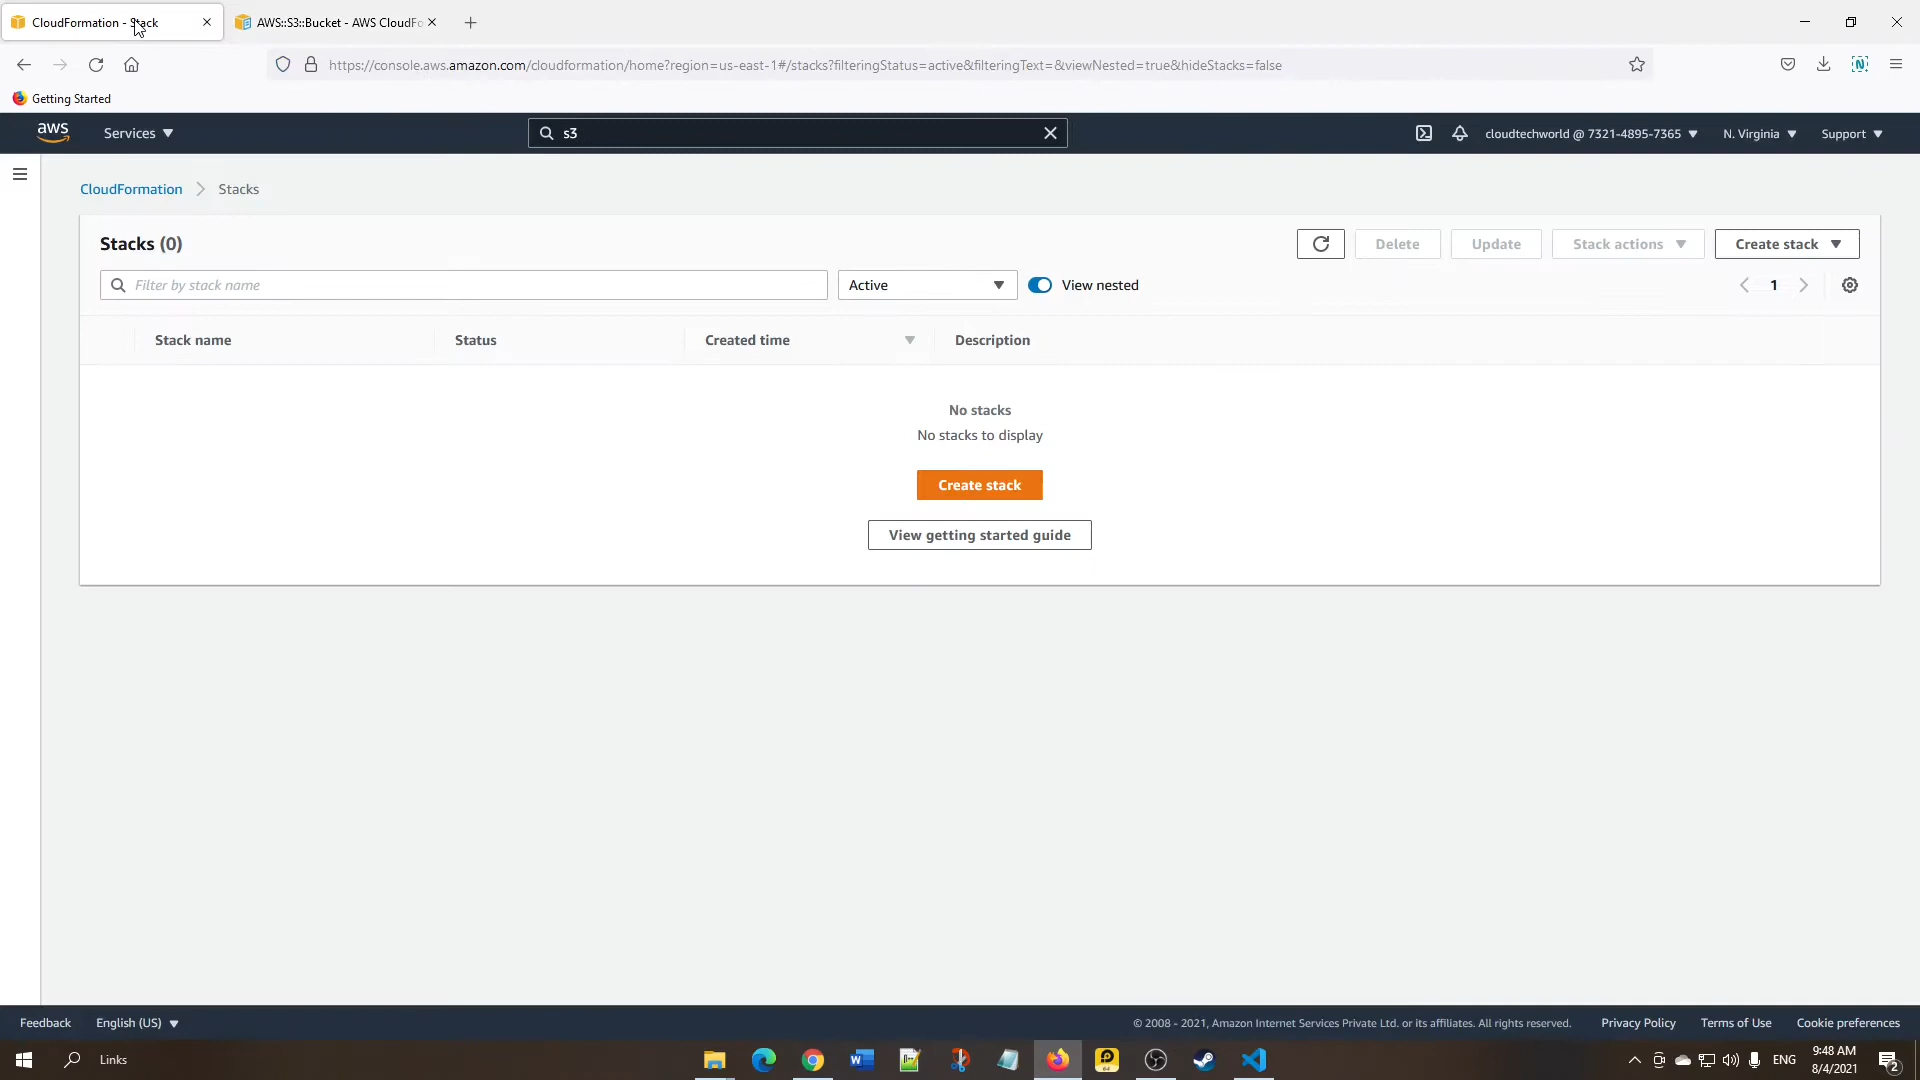 CloudFormation - Stack
AWS::S3::Bucket - AWS CloudFo
https://console.aws.amazon.com/cloudformation/home?region=us-east-1#/stacks?filteringStatus=active&filteringText=&viewNested=true&hideStacks=false
Getting Started
aws
Services
s3
cloudtechworld @ 7321-4895-7365
N. Virginia
Support
CloudFormation
Stacks
Stacks (0)
Delete
Update
Stack actions
Create stack
Filter by stack name
Active
View nested
1
Stack name
Status
Created time
Description
No stacks
No stacks to display
Create stack
View getting started guide
Feedback
English (US)
© 2008 - 2021, Amazon Internet Services Private Ltd. or its affiliates. All rights reserved.
Privacy Policy
Terms of Use
Cookie preferences
Links
ENG
9:48 AM
8/4/2021
2